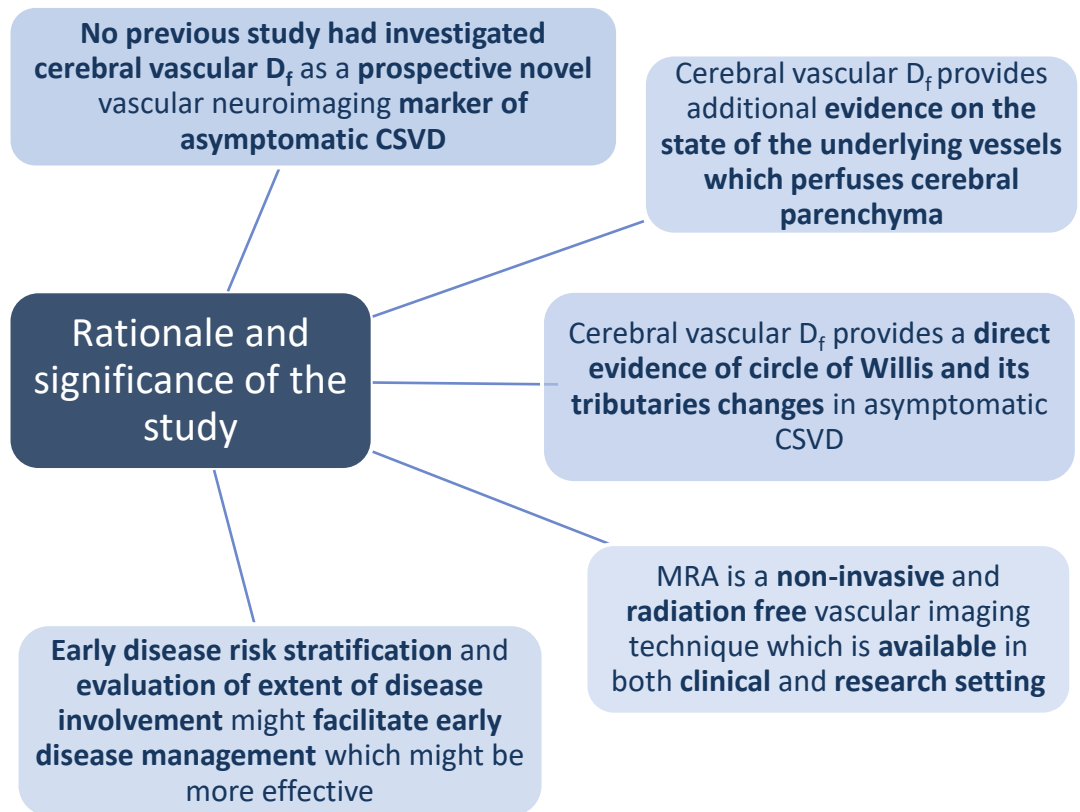 No previous study had investigated
cerebral vascular Df as a prospective novel
vascular neuroimaging marker of
asymptomatic CSVD
Cerebral vascular Df provides
additional evidence on the
state of the underlying vessels
which perfuses cerebral
parenchyma
Rationale and
significance of the
study
Cerebral vascular Df provides a direct
evidence of circle of Willis and its
tributaries changes in asymptomatic
CSVD
MRA is a non-invasive and
radiation free vascular imaging
technique which is available in
both clinical and research setting
Early disease risk stratification and
evaluation of extent of disease
involvement might facilitate early
disease management which might be
more effective